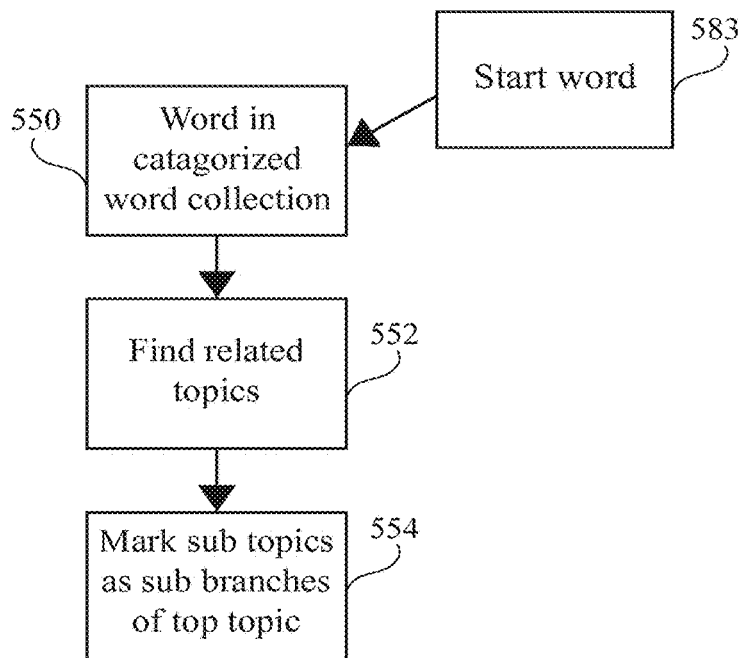 583
Start word
550
Word in
catagorized
word collection
Find related
topics
552
Mark sub topics
as sub branches
of top topic
554